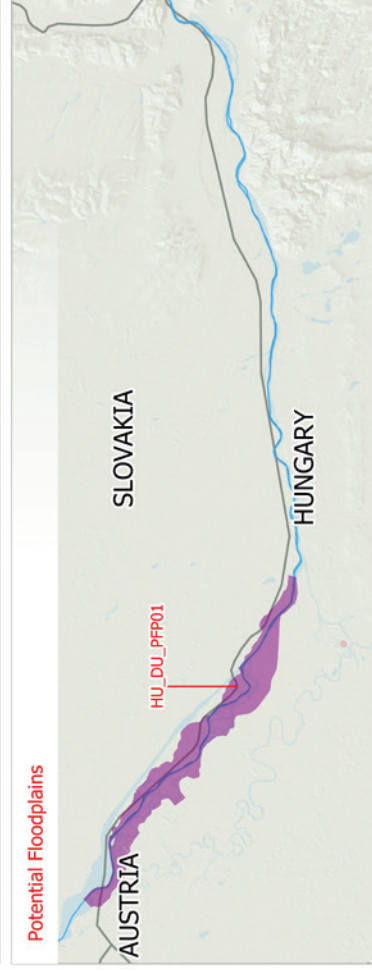 Potential Floodplains
SLOVAKIA
HU_DU_PFP01
HUNGARY
AUSTRIA